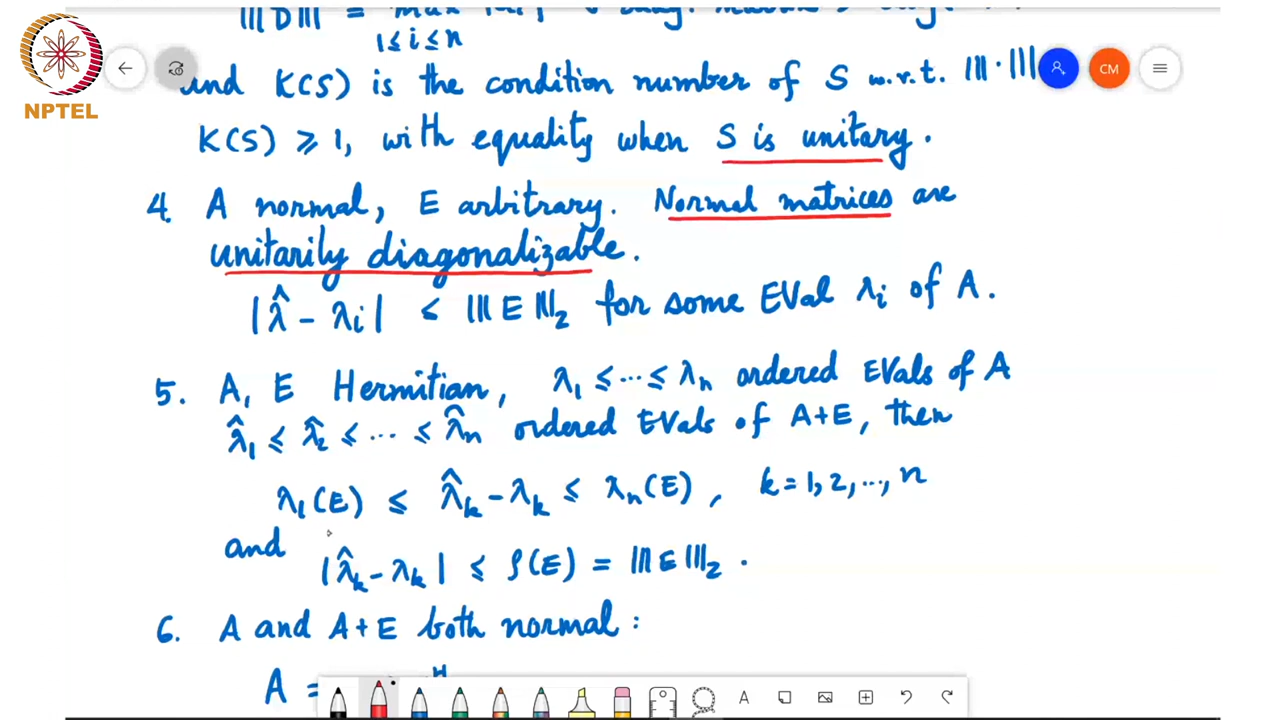 |||D||| = max
1≤i≤n
and K(S) is the condition number of S w.r.t. |||·|||
CM
NPTEL
K(S) ≥ 1, with equality when S is unitary.
4. A normal, E arbitrary. Normal matrices are
unitarily diagonalizable.
|λ̂ - λi| ≤ |||E|||₂ for some EVal λi of A.
5. A, E Hermitian, λ₁ ≤ ... ≤ λn ordered EVals of A
λ̂₁ ≤ λ̂₂ ≤ ... ≤ λ̂n ordered EVals of A+E, then
λ₁(E) ≤ λ̂k - λk ≤ λn(E), k = 1, 2, ..., n
and |λ̂k - λk| ≤ ρ(E) = |||E|||₂.
6. A and A+E both normal:
A =
A